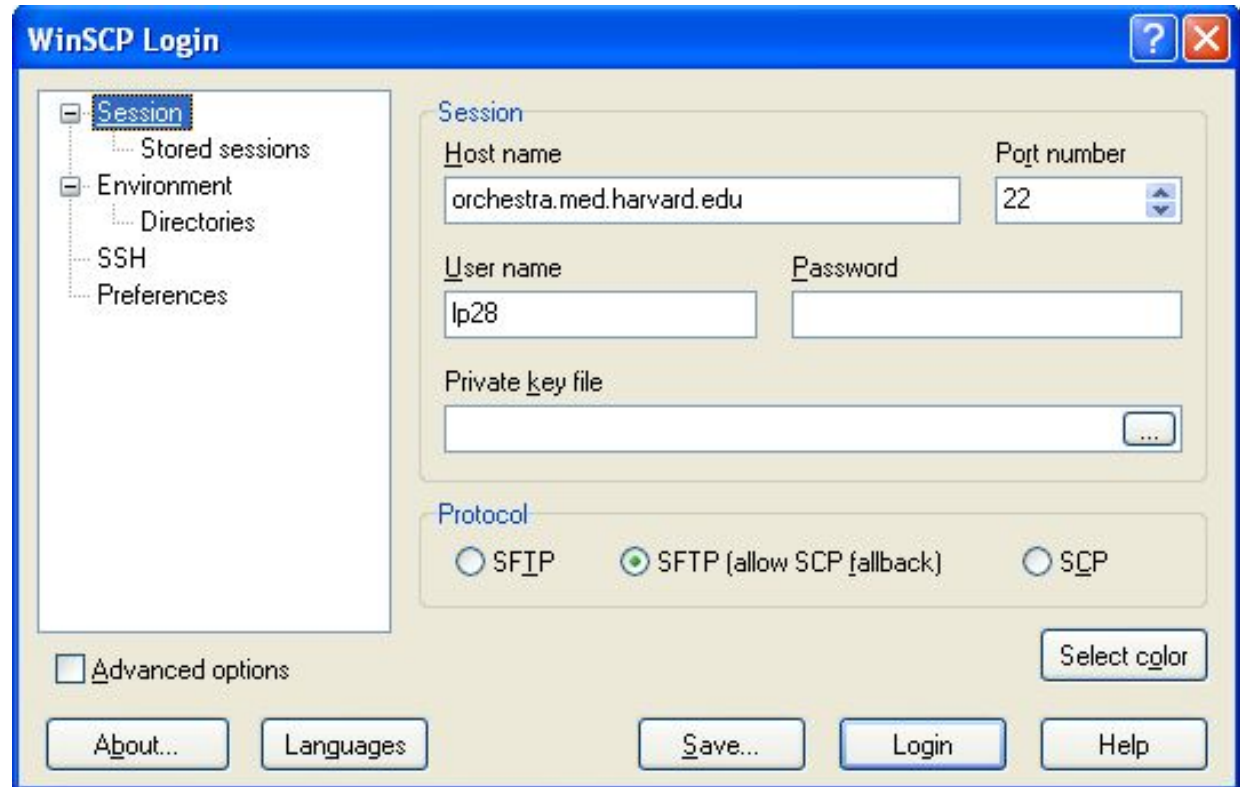 WinSCP Login
Session
Stored sessions
Environment
Directories
SSH
Preferences
Session
Host name
Port number
orchestra.med.harvard.edu
22
User name
Password
lp28
Private key file
...
Protocol
SFTP
SFTP (allow SCP fallback)
SCP
Select color
Advanced options
About...
Languages
Save...
Login
Help